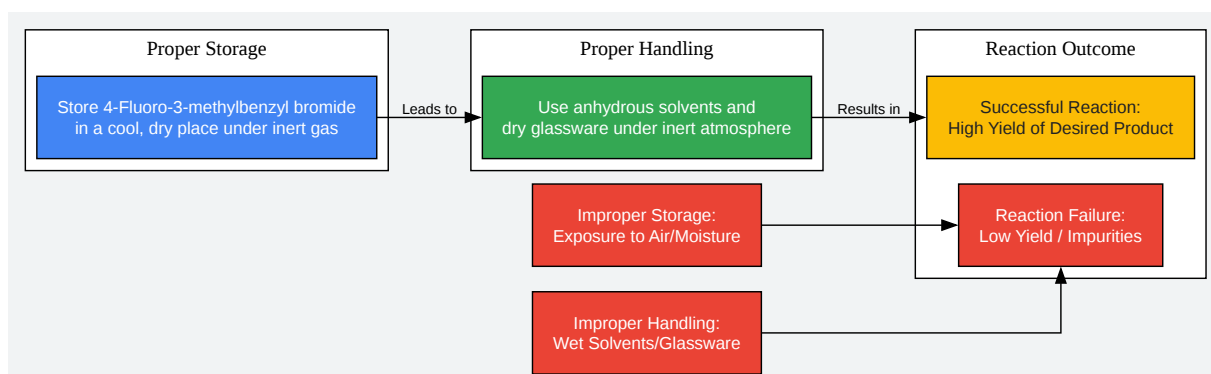 Proper Storage
Store 4-Fluoro-3-methylbenzyl bromide
in a cool, dry place under inert gas
Leads to
Proper Handling
Use anhydrous solvents and
dry glassware under inert atmosphere
Results in
Reaction Outcome
Successful Reaction:
High Yield of Desired Product
Improper Storage:
Exposure to Air/Moisture
Reaction Failure:
Low Yield / Impurities
Improper Handling:
Wet Solvents/Glassware